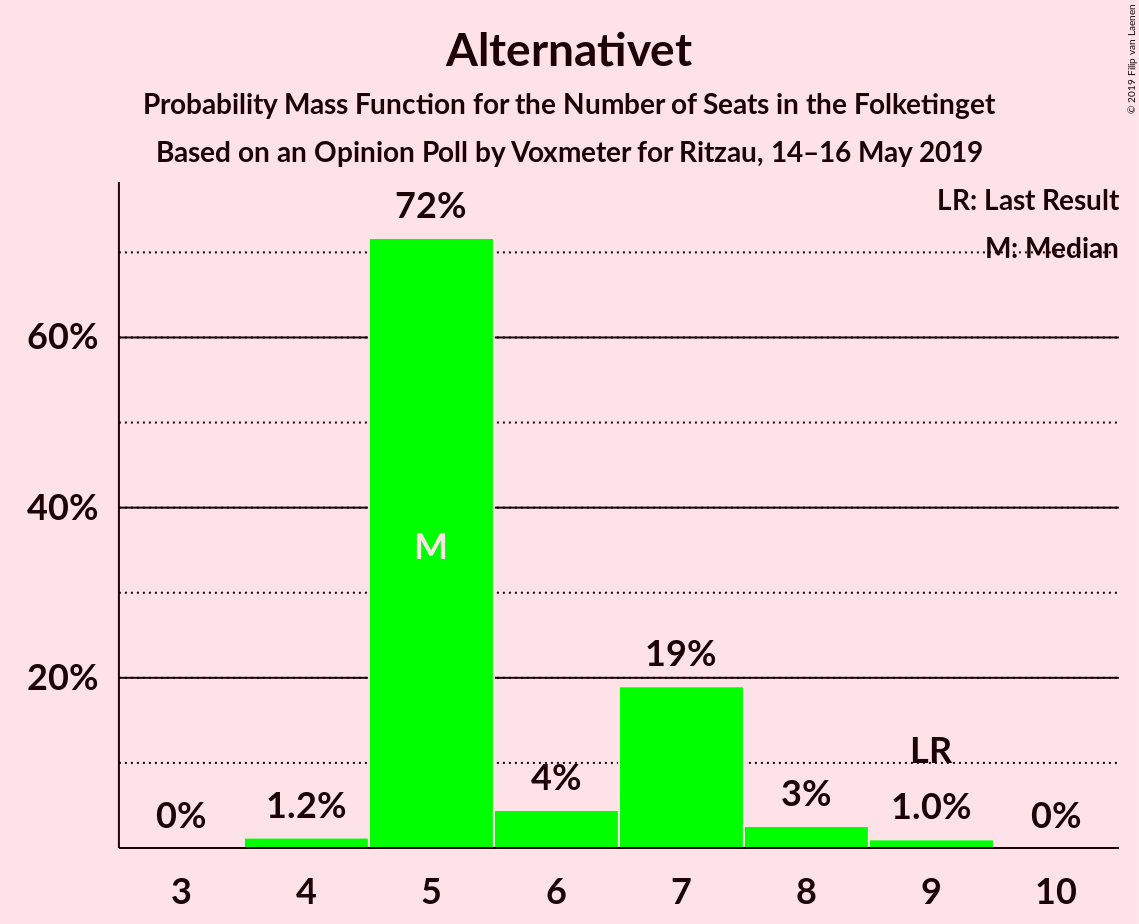 Alternativet
Probability Mass Function for the Number of Seats in the Folketinget
Based on an Opinion Poll by Voxmeter for Ritzau, 14–16 May 2019
© 2019 Filip van Laenen
LR: Last Result
M: Median
60%
40%
20%
0%
1.2%
72%
M
4%
19%
3%
LR
1.0%
0%
3 4 5 6 7 8 9 10